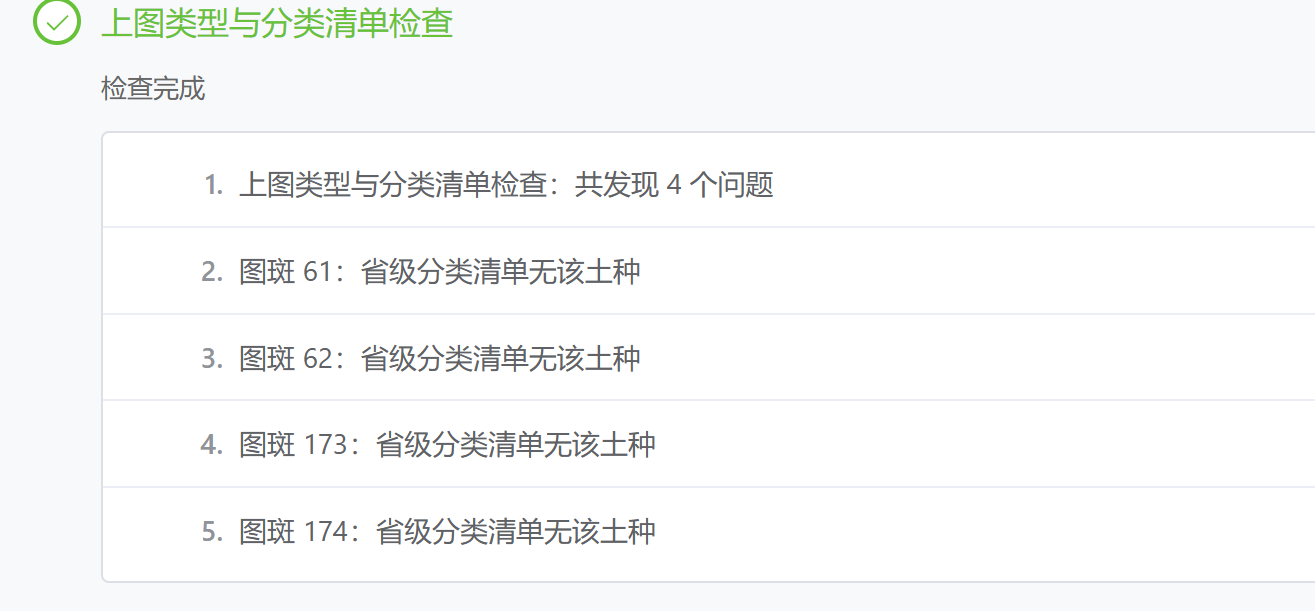 上图类型与分类清单检查
检查完成
1. 上图类型与分类清单检查：共发现 4 个问题
2. 图斑 61：省级分类清单无该土种
3. 图斑 62：省级分类清单无该土种
4. 图斑 173：省级分类清单无该土种
5. 图斑 174：省级分类清单无该土种